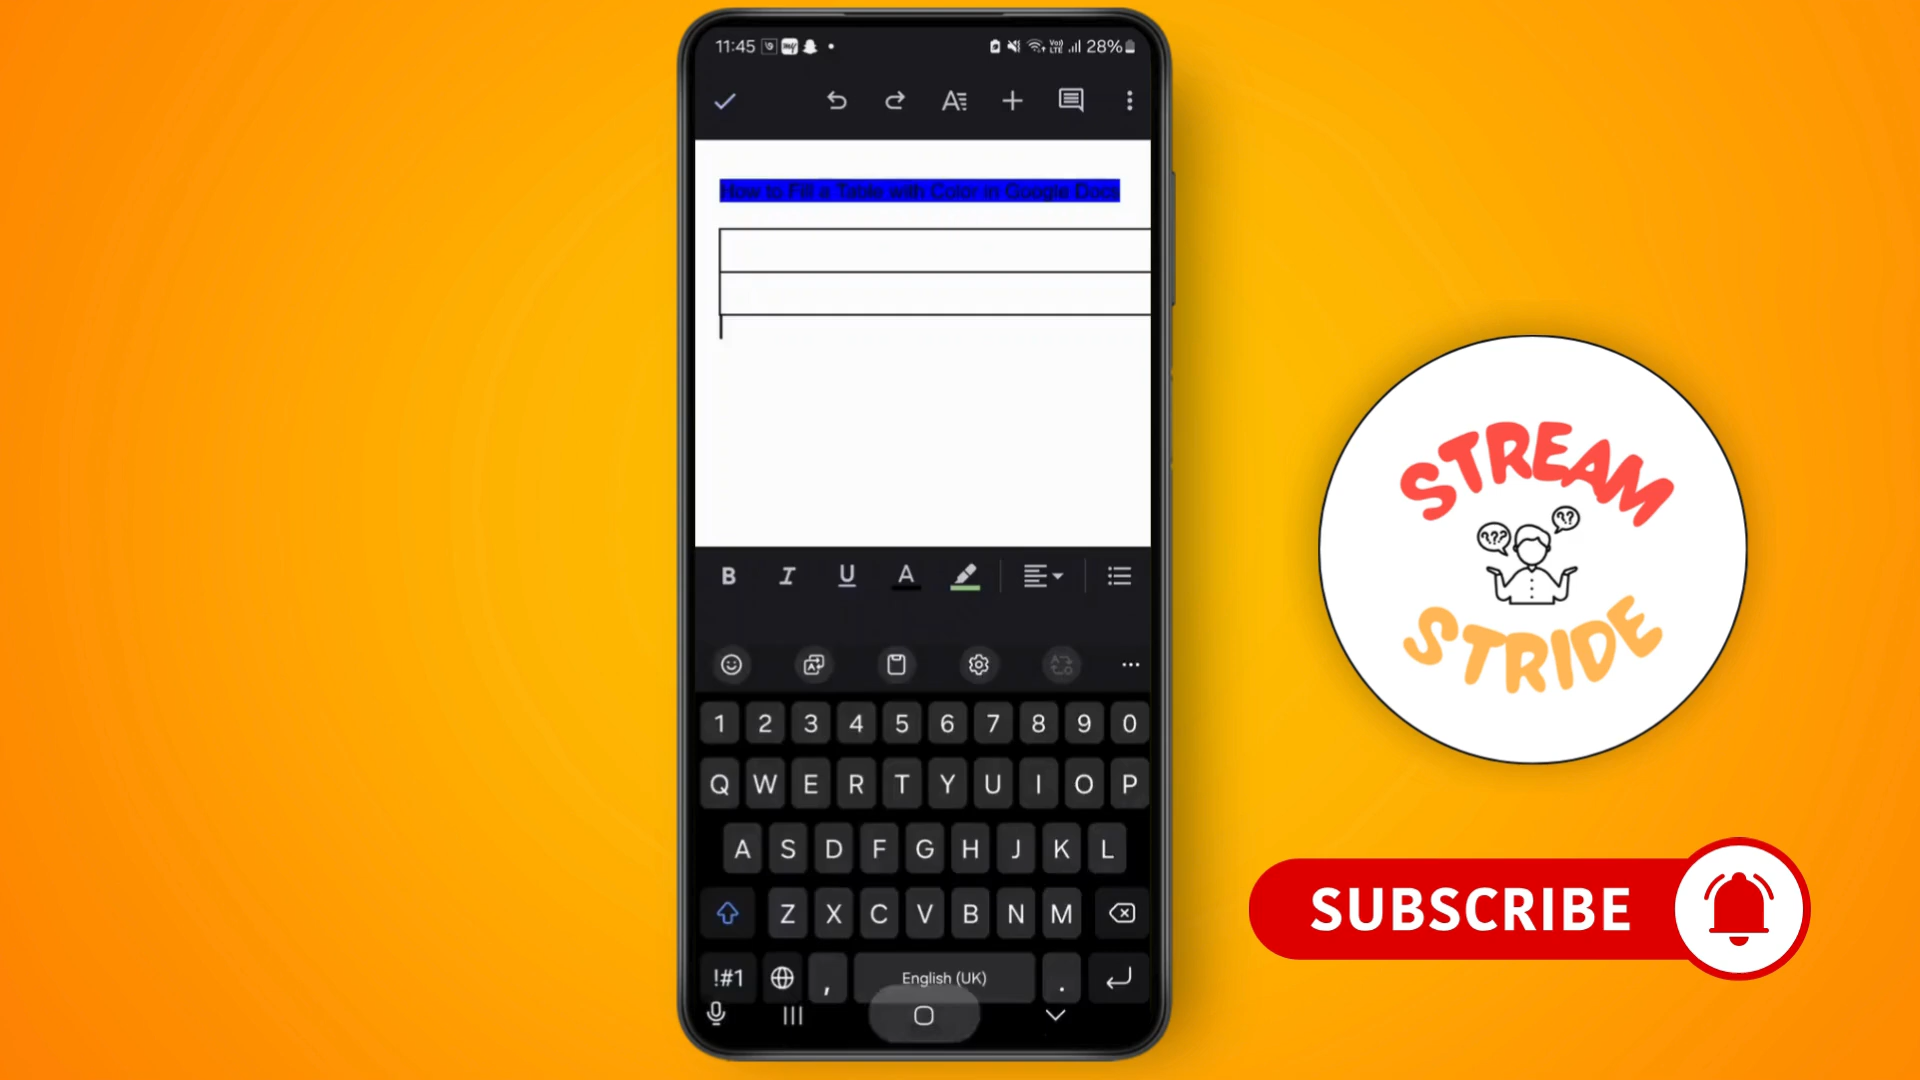 11:45
28%
How to Fill a Table with Color in Google Docs
B I U A
1 2 3 4 5 6 7 8 9 0
Q W E R T Y U I O P
A S D F G H J K L
Z X C V B N M
!#1 , English (UK) .
STREAM
??? ??
STRIDE
SUBSCRIBE